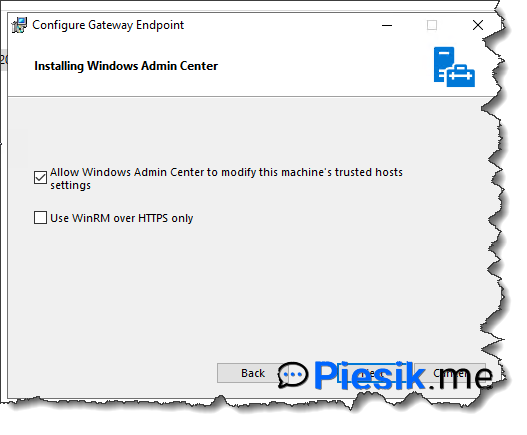 Configure Gateway Endpoint
Installing Windows Admin Center
Allow Windows Admin Center to modify this machine's trusted hosts
settings
Use WinRM over HTTPS only
Back
Piesik.me